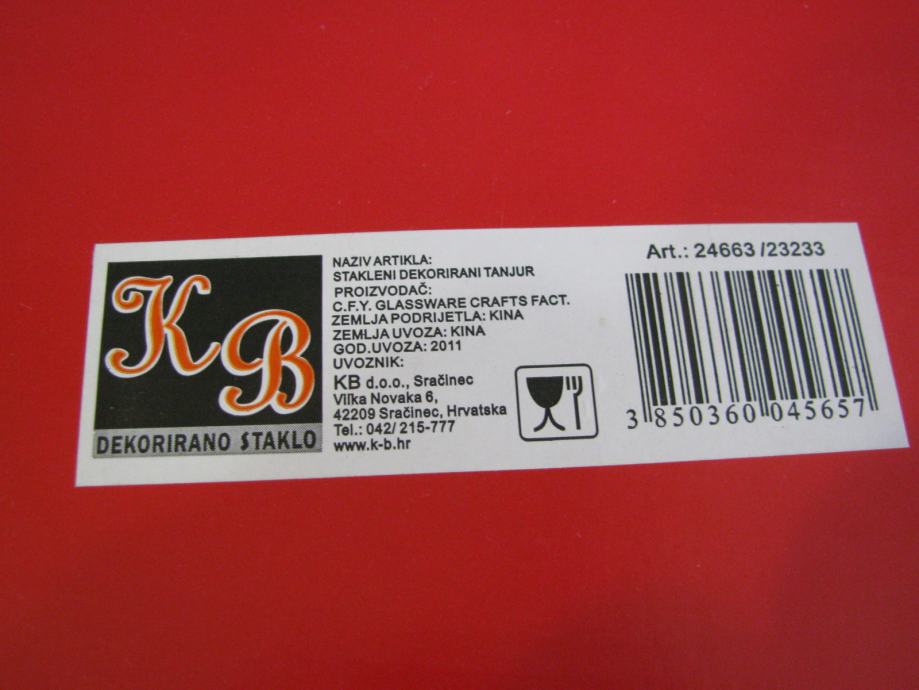 KB
DEKORIRANO STAKLO
NAZIV ARTIKLA:
STAKLENI DEKORIRANI TANJUR
PROIZVODAČ:
C.F.Y. GLASSWARE CRAFTS FACT.
ZEMLJA PODRIJETLA: KINA
ZEMLJA UVOZA: KINA
GOD.UVOZA: 2011
UVOZNIK:
KB d.o.o., Sračinec
Viľka Novaka 6,
42209 Sračinec, Hrvatska
Tel.: 042/ 215-777
www.k-b.hr
Art.: 24663 /23233
3 850360 045657